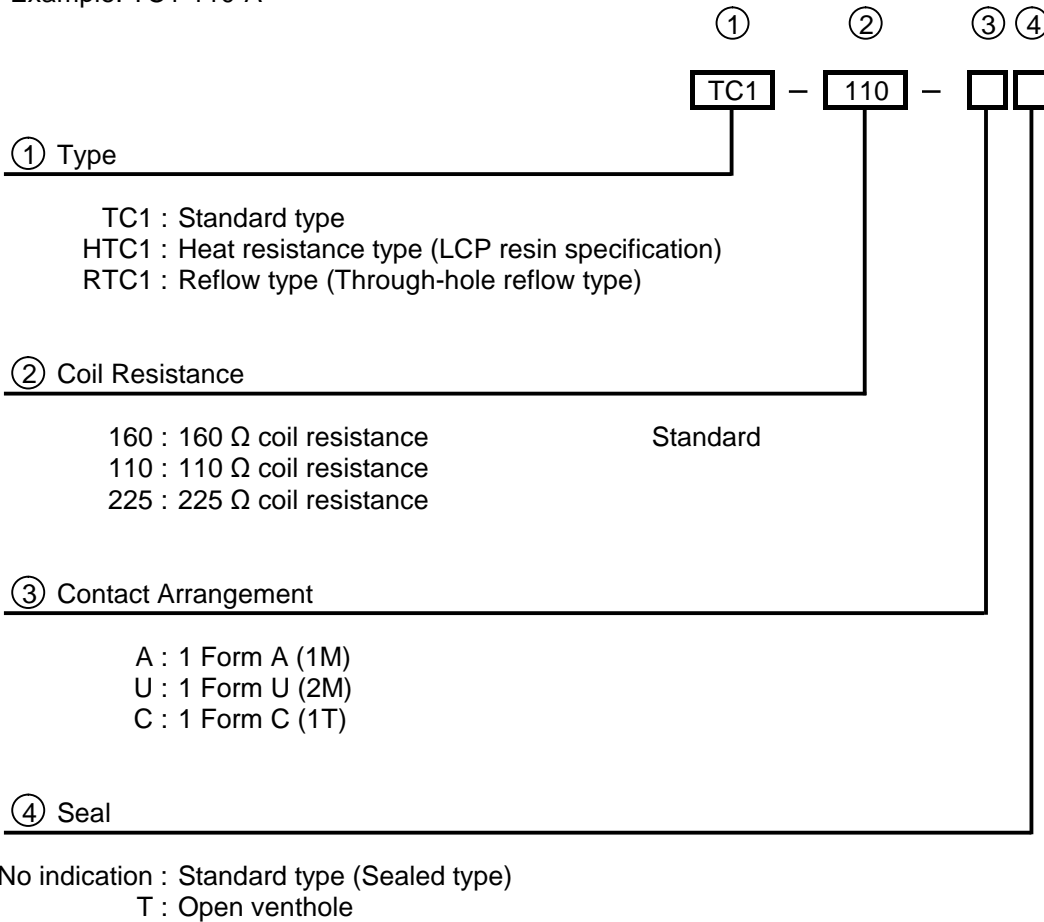 Example: TC1-110-A
① ② ③ ④
TC1 – 110 –
① Type
TC1 : Standard type
HTC1 : Heat resistance type (LCP resin specification)
RTC1 : Reflow type (Through-hole reflow type)
② Coil Resistance
160 : 160 Ω coil resistance Standard
110 : 110 Ω coil resistance
225 : 225 Ω coil resistance
③ Contact Arrangement
A : 1 Form A (1M)
U : 1 Form U (2M)
C : 1 Form C (1T)
④ Seal
No indication : Standard type (Sealed type)
T : Open venthole